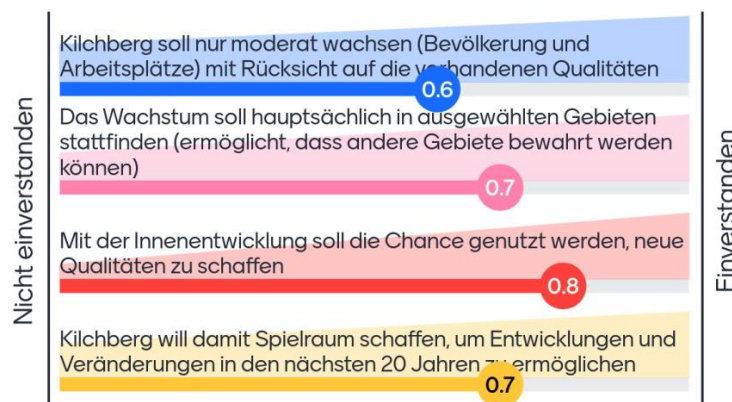 Nicht einverstanden
Kilchberg soll nur moderat wachsen (Bevölkerung und
Arbeitsplätze) mit Rücksicht auf die vorhandenen Qualitäten
0.6
Das Wachstum soll hauptsächlich in ausgewählten Gebieten
stattfinden (ermöglicht, dass andere Gebiete bewahrt werden
können)
0.7
Mit der Innenentwicklung soll die Chance genutzt werden, neue
Qualitäten zu schaffen
0.8
Kilchberg will damit Spielraum schaffen, um Entwicklungen und
Veränderungen in den nächsten 20 Jahren zu ermöglichen
0.7
Einverstanden